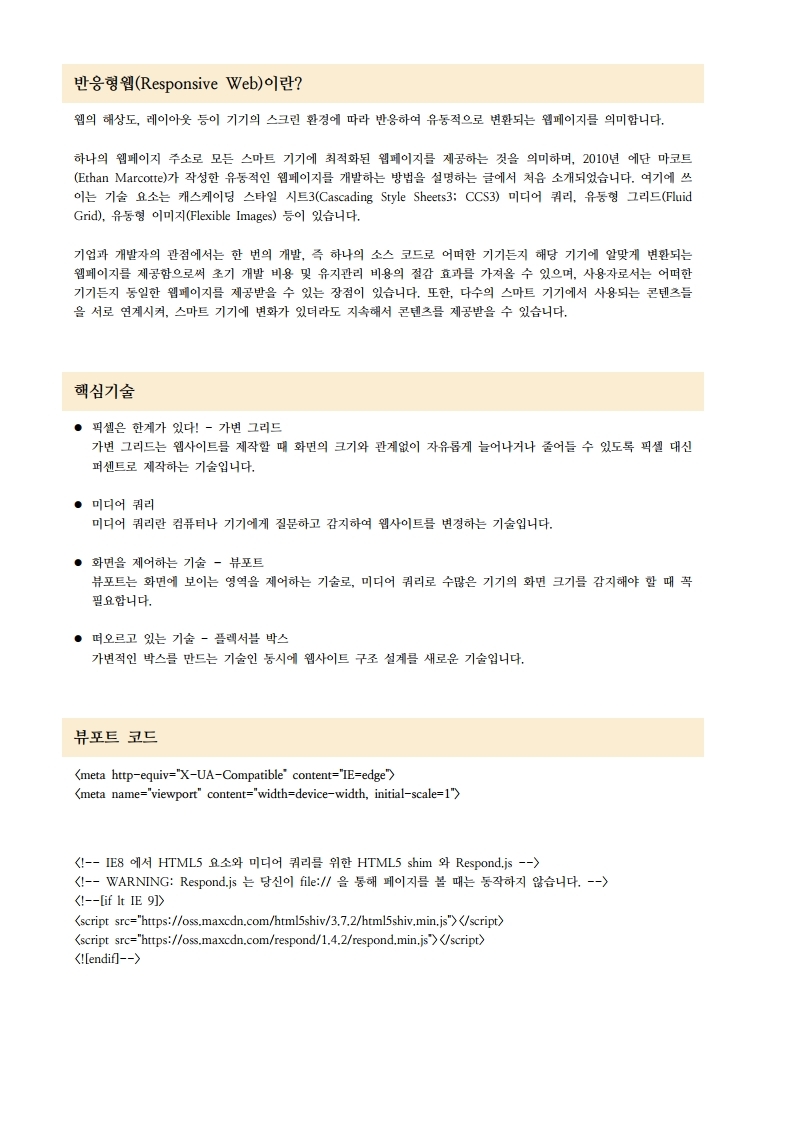 반응형웹(Responsive Web)이란?
웹의 해상도, 레이아웃 등이 기기의 스크린 환경에 따라 반응하여 유동적으로 변환되는 웹페이지를 의미합니다.
하나의 웹페이지 주소로 모든 스마트 기기에 최적화된 웹페이지를 제공하는 것을 의미하며, 2010년 에단 마코트
(Ethan Marcotte)가 작성한 유동적인 웹페이지를 개발하는 방법을 설명하는 글에서 처음 소개되었습니다. 여기에 쓰
이는 기술 요소는 캐스케이딩 스타일 시트3(Cascading Style Sheets3; CCS3) 미디어 쿼리, 유동형 그리드(Fluid
Grid), 유동형 이미지(Flexible Images) 등이 있습니다.
기업과 개발자의 관점에서는 한 번의 개발, 즉 하나의 소스 코드로 어떠한 기기든지 해당 기기에 알맞게 변환되는
웹페이지를 제공함으로써 초기 개발 비용 및 유지관리 비용의 절감 효과를 가져올 수 있으며, 사용자로서는 어떠한
기기든지 동일한 웹페이지를 제공받을 수 있는 장점이 있습니다. 또한, 다수의 스마트 기기에서 사용되는 콘텐츠들
을 서로 연계시켜, 스마트 기기에 변화가 있더라도 지속해서 콘텐츠를 제공받을 수 있습니다.
핵심기술
● 픽셀은 한계가 있다! - 가변 그리드
가변 그리드는 웹사이트를 제작할 때 화면의 크기와 관계없이 자유롭게 늘어나거나 줄어들 수 있도록 픽셀 대신
퍼센트로 제작하는 기술입니다.
● 미디어 쿼리
미디어 쿼리란 컴퓨터나 기기에게 질문하고 감지하여 웹사이트를 변경하는 기술입니다.
● 화면을 제어하는 기술 - 뷰포트
뷰포트는 화면에 보이는 영역을 제어하는 기술로, 미디어 쿼리로 수많은 기기의 화면 크기를 감지해야 할 때 꼭
필요합니다.
● 떠오르고 있는 기술 - 플렉서블 박스
가변적인 박스를 만드는 기술인 동시에 웹사이트 구조 설계를 새로운 기술입니다.
뷰포트 코드
<meta http-equiv="X-UA-Compatible" content="IE=edge">
<meta name="viewport" content="width=device-width, initial-scale=1">
<!-- IE8 에서 HTML5 요소와 미디어 쿼리를 위한 HTML5 shim 와 Respond.js -->
<!-- WARNING: Respond.js 는 당신이 file:// 을 통해 페이지를 볼 때는 동작하지 않습니다. -->
<!--[if lt IE 9]>
<script src="https://oss.maxcdn.com/html5shiv/3.7.2/html5shiv.min.js"></script>
<script src="https://oss.maxcdn.com/respond/1.4.2/respond.min.js"></script>
<![endif]-->